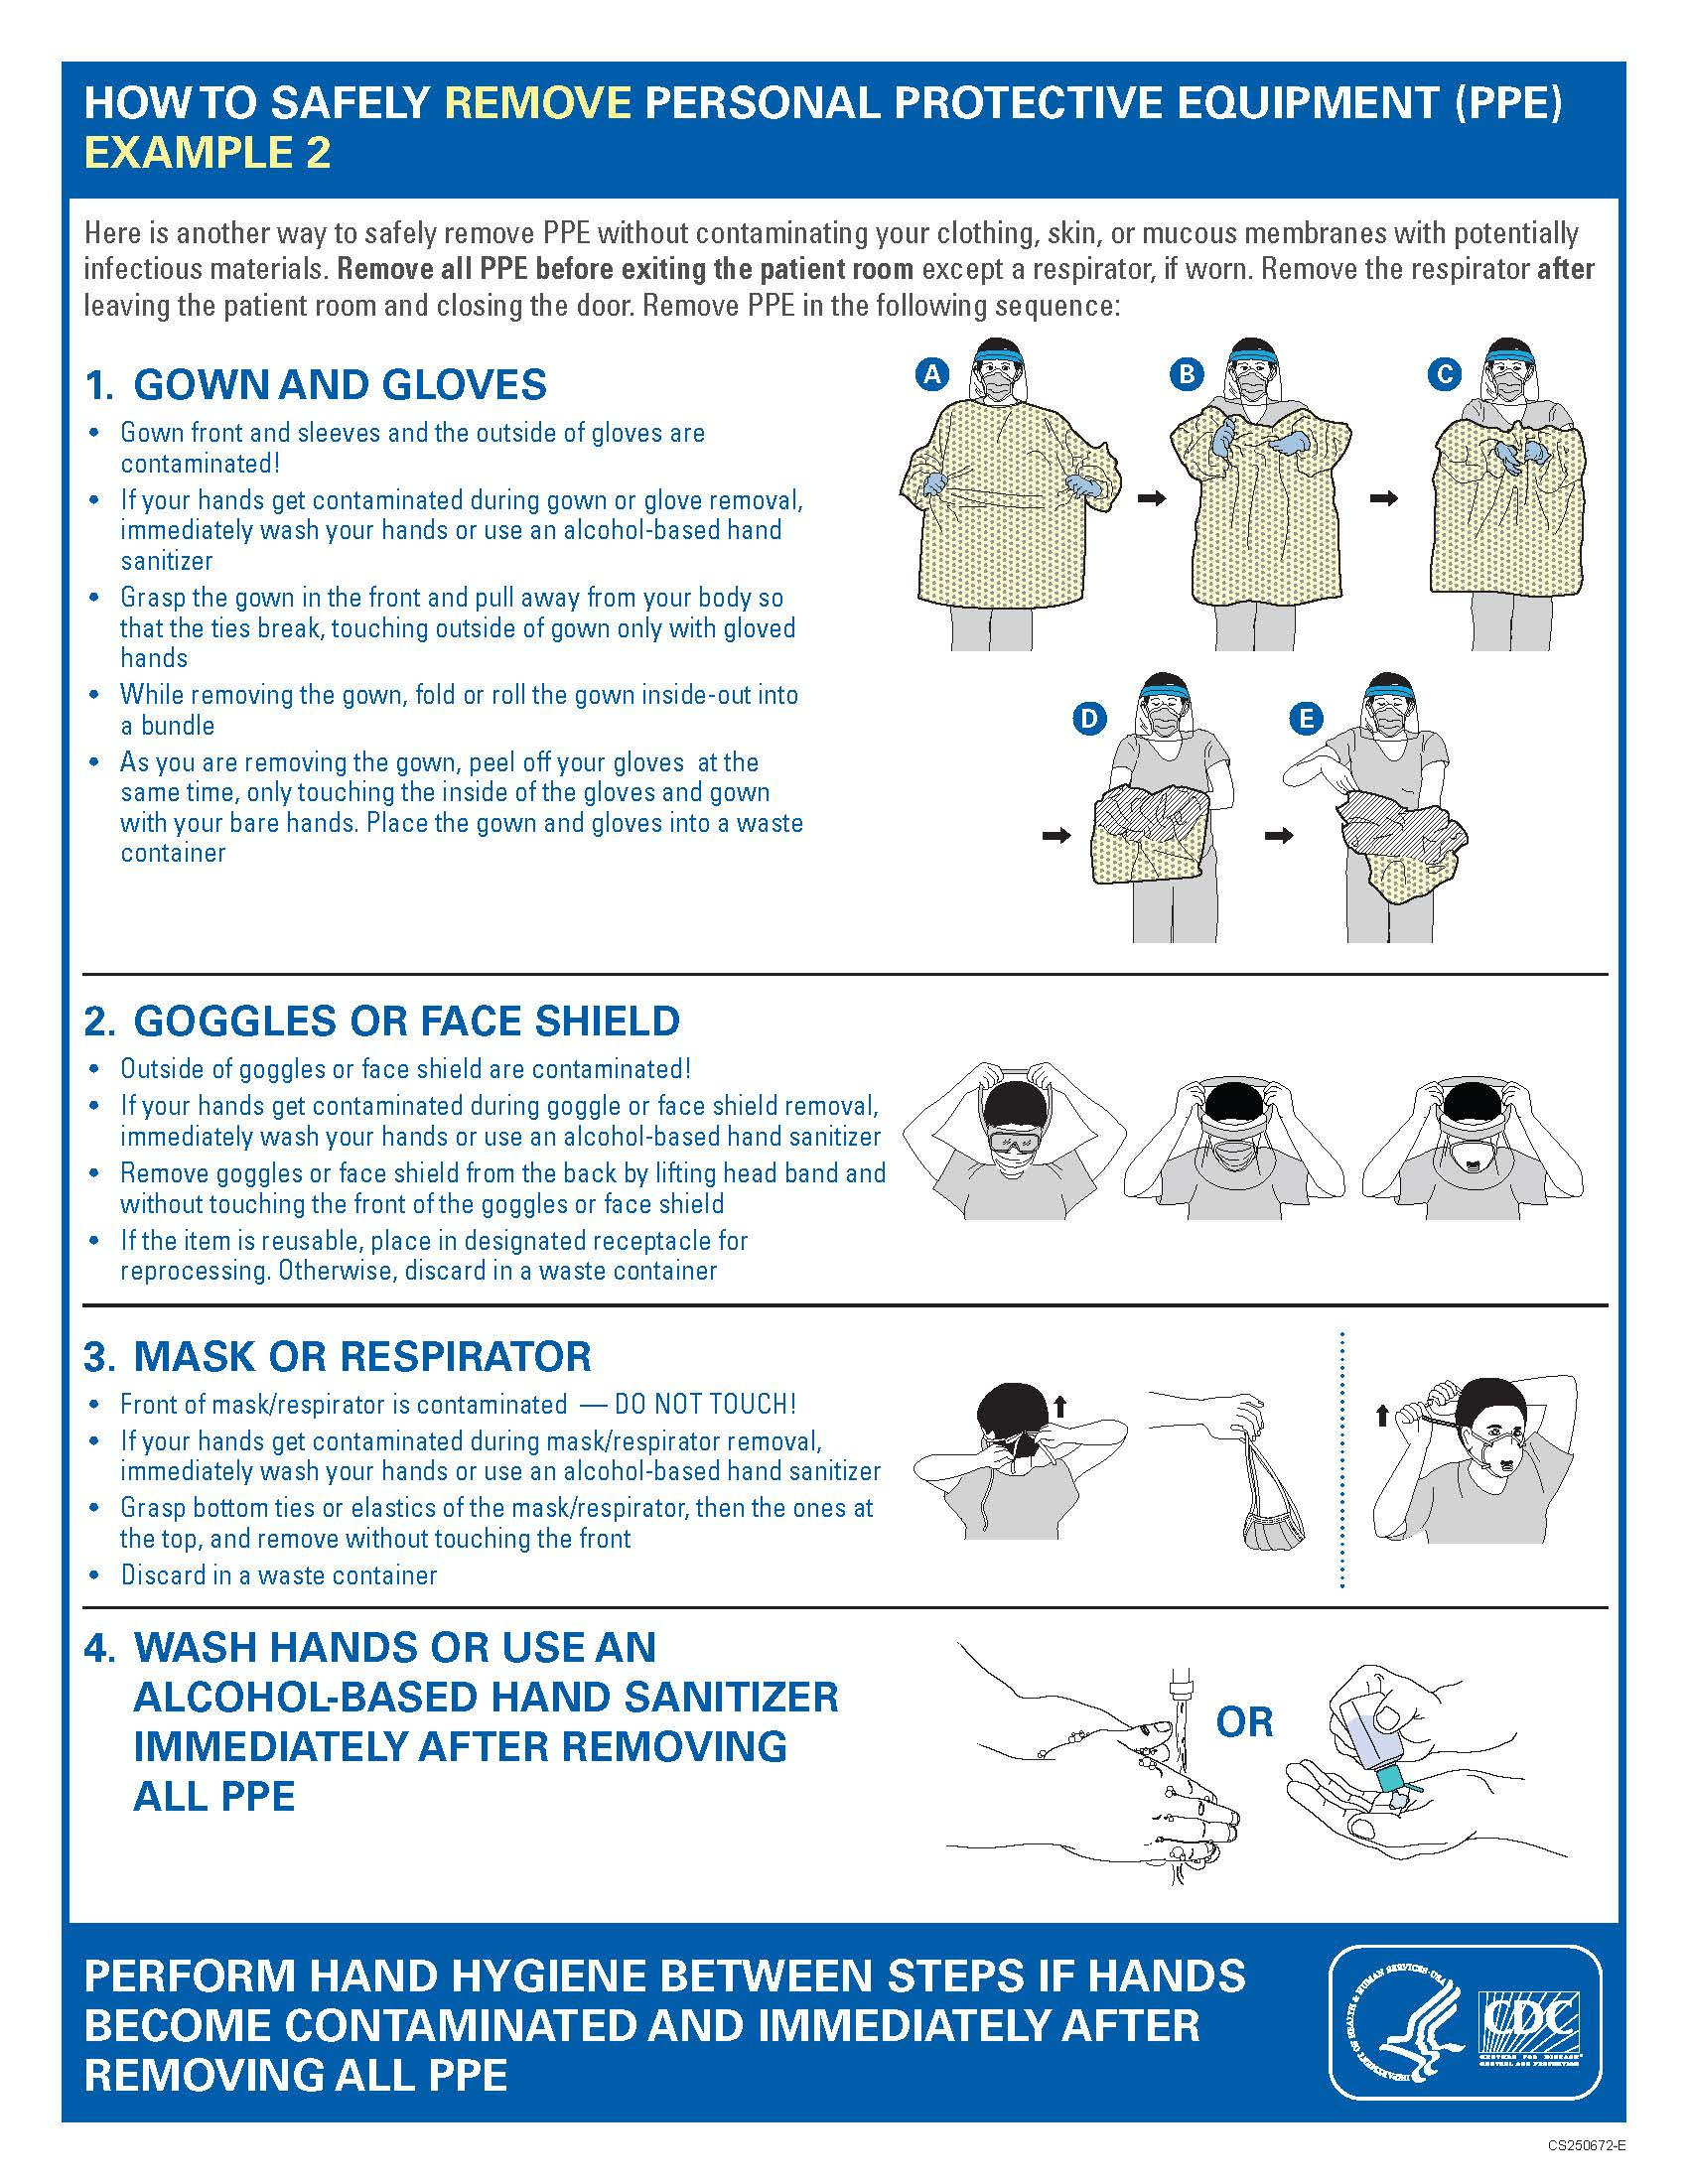 HOW TO SAFELY REMOVE PERSONAL PROTECTIVE EQUIPMENT (PPE)
EXAMPLE 2
Here is another way to safely remove PPE without contaminating your clothing, skin, or mucous membranes with potentially
infectious materials. Remove all PPE before exiting the patient room except a respirator, if worn. Remove the respirator after
leaving the patient room and closing the door. Remove PPE in the following sequence:
1. GOWN AND GLOVES
• Gown front and sleeves and the outside of gloves are
contaminated!
• If your hands get contaminated during gown or glove removal,
immediately wash your hands or use an alcohol-based hand
sanitizer
• Grasp the gown in the front and pull away from your body so
that the ties break, touching outside of gown only with gloved
hands
• While removing the gown, fold or roll the gown inside-out into
a bundle
• As you are removing the gown, peel off your gloves at the
same time, only touching the inside of the gloves and gown
with your bare hands. Place the gown and gloves into a waste
container
A
B
C
D
E
2. GOGGLES OR FACE SHIELD
• Outside of goggles or face shield are contaminated!
• If your hands get contaminated during goggle or face shield removal,
immediately wash your hands or use an alcohol-based hand sanitizer
• Remove goggles or face shield from the back by lifting head band and
without touching the front of the goggles or face shield
• If the item is reusable, place in designated receptacle for
reprocessing. Otherwise, discard in a waste container
3. MASK OR RESPIRATOR
• Front of mask/respirator is contaminated — DO NOT TOUCH!
• If your hands get contaminated during mask/respirator removal,
immediately wash your hands or use an alcohol-based hand sanitizer
• Grasp bottom ties or elastics of the mask/respirator, then the ones at
the top, and remove without touching the front
• Discard in a waste container
4. WASH HANDS OR USE AN
ALCOHOL-BASED HAND SANITIZER
IMMEDIATELY AFTER REMOVING
ALL PPE
OR
PERFORM HAND HYGIENE BETWEEN STEPS IF HANDS
BECOME CONTAMINATED AND IMMEDIATELY AFTER
REMOVING ALL PPE
DEPARTMENT OF HEALTH & HUMAN SERVICES·USA
CDC
CENTERS FOR DISEASE
CONTROL AND PREVENTION
CS250672-E